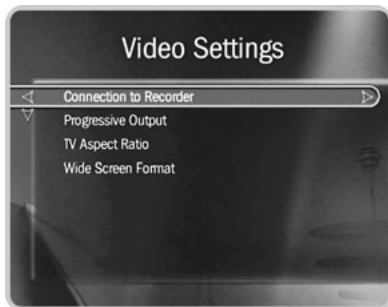 Video Settings
Connection to Recorder
Progressive Output
TV Aspect Ratio
Wide Screen Format